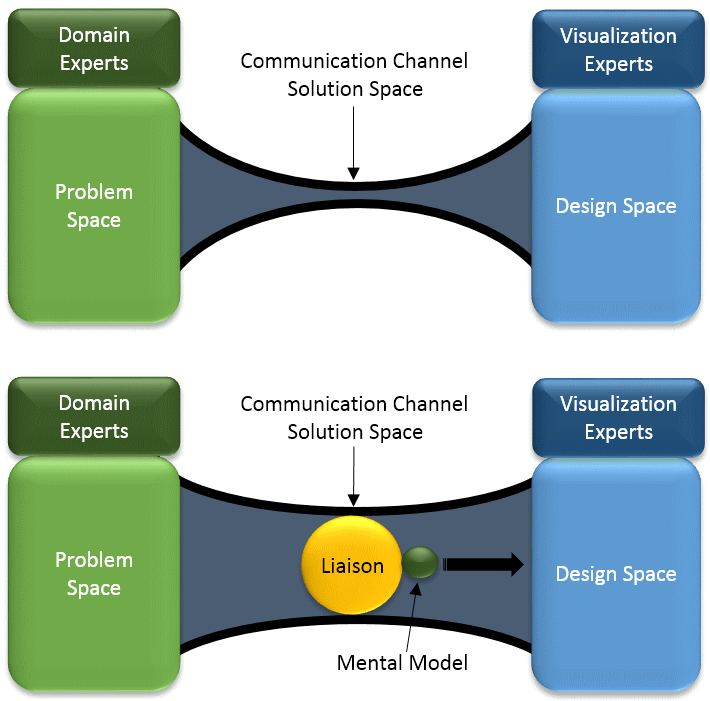 Domain
Experts
Communication Channel
Solution Space
Visualization
Experts
Problem
Space
Design Space
Domain
Experts
Communication Channel
Solution Space
Visualization
Experts
Problem
Space
Liaison
Design Space
Mental Model